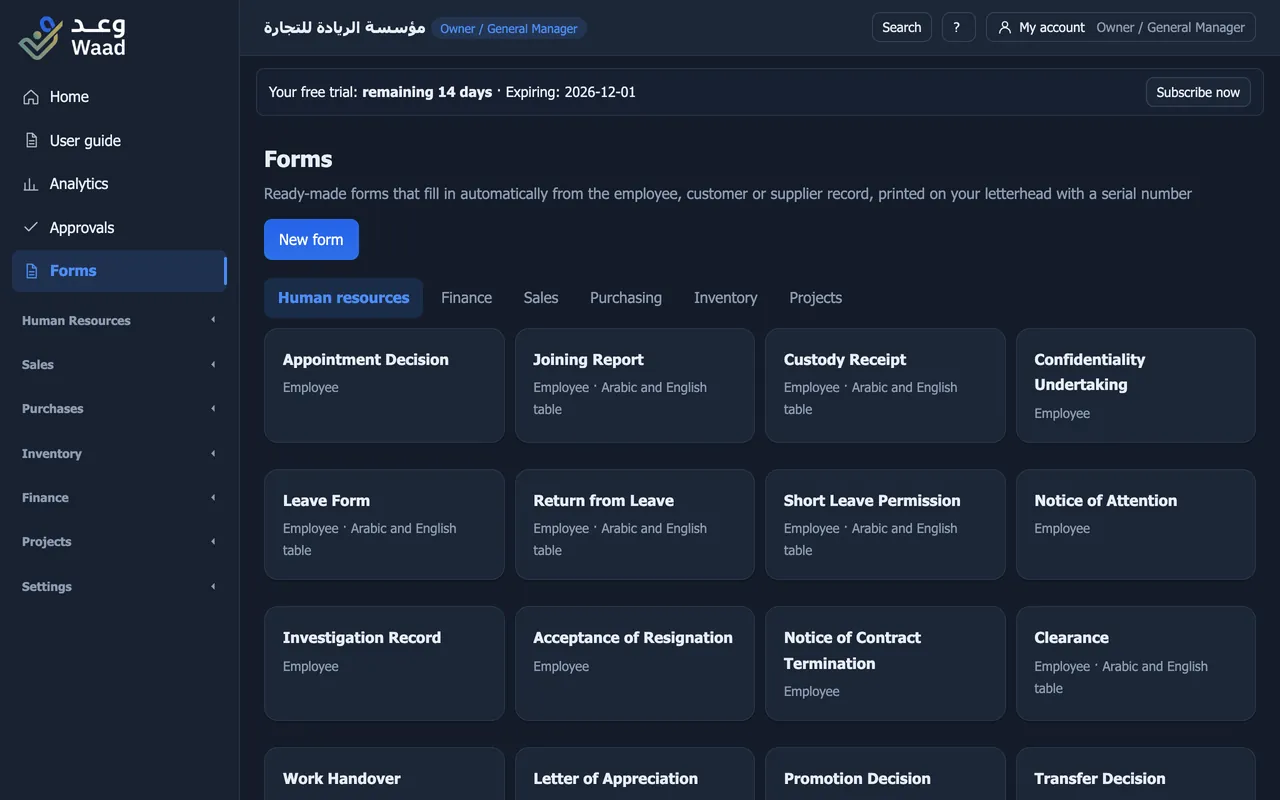 وعد
Waad
Home
User guide
Analytics
Approvals
Forms
Human Resources
Sales
Purchases
Inventory
Finance
Projects
Settings
مؤسسة الريادة للتجارة
Owner / General Manager
Search
?
My account Owner / General Manager
Your free trial: remaining 14 days · Expiring: 2026-12-01
Subscribe now
Forms
Ready-made forms that fill in automatically from the employee, customer or supplier record, printed on your letterhead with a serial number
New form
Human resources
Finance
Sales
Purchasing
Inventory
Projects
Appointment Decision
Employee
Joining Report
Employee · Arabic and English
table
Custody Receipt
Employee · Arabic and English
table
Confidentiality
Undertaking
Employee
Leave Form
Employee · Arabic and English
table
Return from Leave
Employee · Arabic and English
table
Short Leave Permission
Employee · Arabic and English
table
Notice of Attention
Employee
Investigation Record
Employee
Acceptance of Resignation
Employee
Notice of Contract
Termination
Employee
Clearance
Employee · Arabic and English
table
Work Handover
Letter of Appreciation
Promotion Decision
Transfer Decision